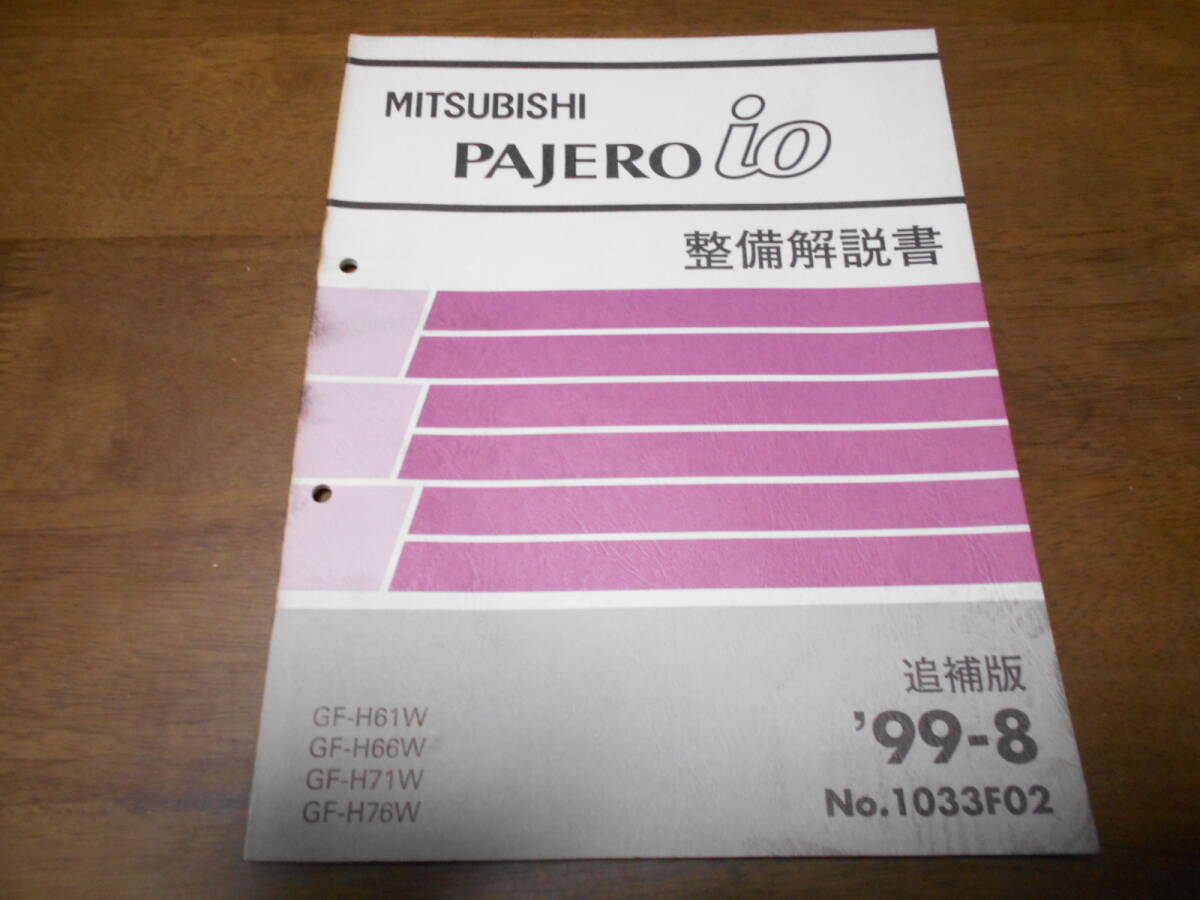 MITSUBISHI
PAJERO io
整備解説書
追補版
'99-8
No.1033F02
GF-H61W
GF-H66W
GF-H71W
GF-H76W